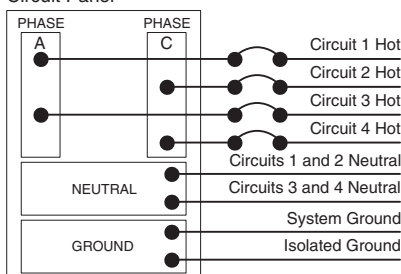 Circuit Panel
PHASE A
PHASE C
Circuit 1 Hot
Circuit 2 Hot
Circuit 3 Hot
Circuit 4 Hot
NEUTRAL
Circuits 1 and 2 Neutral
Circuits 3 and 4 Neutral
GROUND
System Ground
Isolated Ground